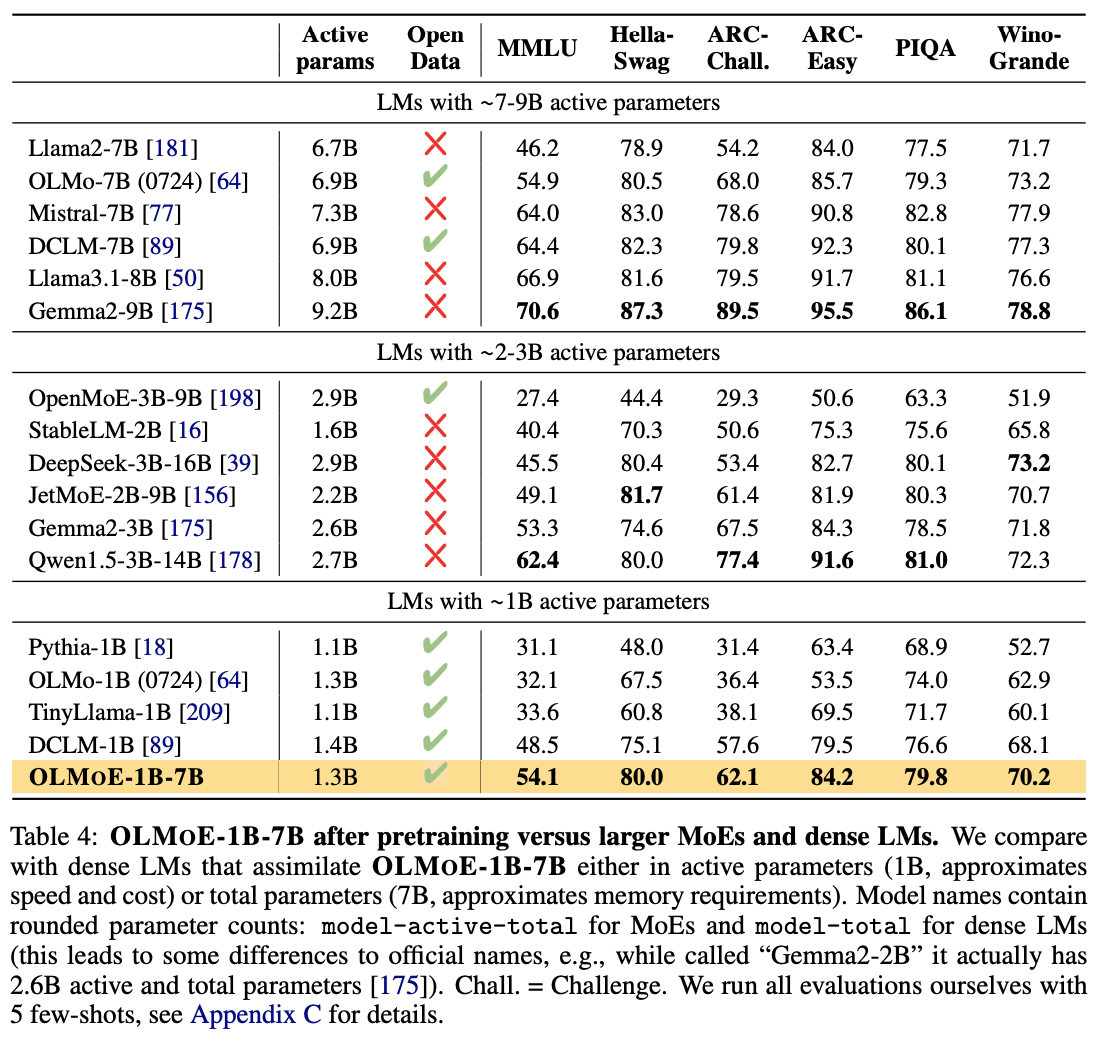 Active params Open Data MMLU Hella-Swag ARC-Chall. ARC-Easy PIQA Wino-Grande
LMs with ~7-9B active parameters
Llama2-7B [181] 6.7B ✗ 46.2 78.9 54.2 84.0 77.5 71.7
OLMo-7B (0724) [64] 6.9B ✔ 54.9 80.5 68.0 85.7 79.3 73.2
Mistral-7B [77] 7.3B ✗ 64.0 83.0 78.6 90.8 82.8 77.9
DCLM-7B [89] 6.9B ✔ 64.4 82.3 79.8 92.3 80.1 77.3
Llama3.1-8B [50] 8.0B ✗ 66.9 81.6 79.5 91.7 81.1 76.6
Gemma2-9B [175] 9.2B ✗ 70.6 87.3 89.5 95.5 86.1 78.8
LMs with ~2-3B active parameters
OpenMoE-3B-9B [198] 2.9B ✔ 27.4 44.4 29.3 50.6 63.3 51.9
StableLM-2B [16] 1.6B ✗ 40.4 70.3 50.6 75.3 75.6 65.8
DeepSeek-3B-16B [39] 2.9B ✗ 45.5 80.4 53.4 82.7 80.1 73.2
JetMoE-2B-9B [156] 2.2B ✗ 49.1 81.7 61.4 81.9 80.3 70.7
Gemma2-3B [175] 2.6B ✗ 53.3 74.6 67.5 84.3 78.5 71.8
Qwen1.5-3B-14B [178] 2.7B ✗ 62.4 80.0 77.4 91.6 81.0 72.3
LMs with ~1B active parameters
Pythia-1B [18] 1.1B ✔ 31.1 48.0 31.4 63.4 68.9 52.7
OLMo-1B (0724) [64] 1.3B ✔ 32.1 67.5 36.4 53.5 74.0 62.9
TinyLlama-1B [209] 1.1B ✔ 33.6 60.8 38.1 69.5 71.7 60.1
DCLM-1B [89] 1.4B ✔ 48.5 75.1 57.6 79.5 76.6 68.1
OLMOE-1B-7B 1.3B ✔ 54.1 80.0 62.1 84.2 79.8 70.2
Table 4: OLMOE-1B-7B after pretraining versus larger MoEs and dense LMs. We compare
with dense LMs that assimilate OLMOE-1B-7B either in active parameters (1B, approximates
speed and cost) or total parameters (7B, approximates memory requirements). Model names contain
rounded parameter counts: model-active-total for MoEs and model-total for dense LMs
(this leads to some differences to official names, e.g., while called “Gemma2-2B” it actually has
2.6B active and total parameters [175]). Chall. = Challenge. We run all evaluations ourselves with
5 few-shots, see Appendix C for details.